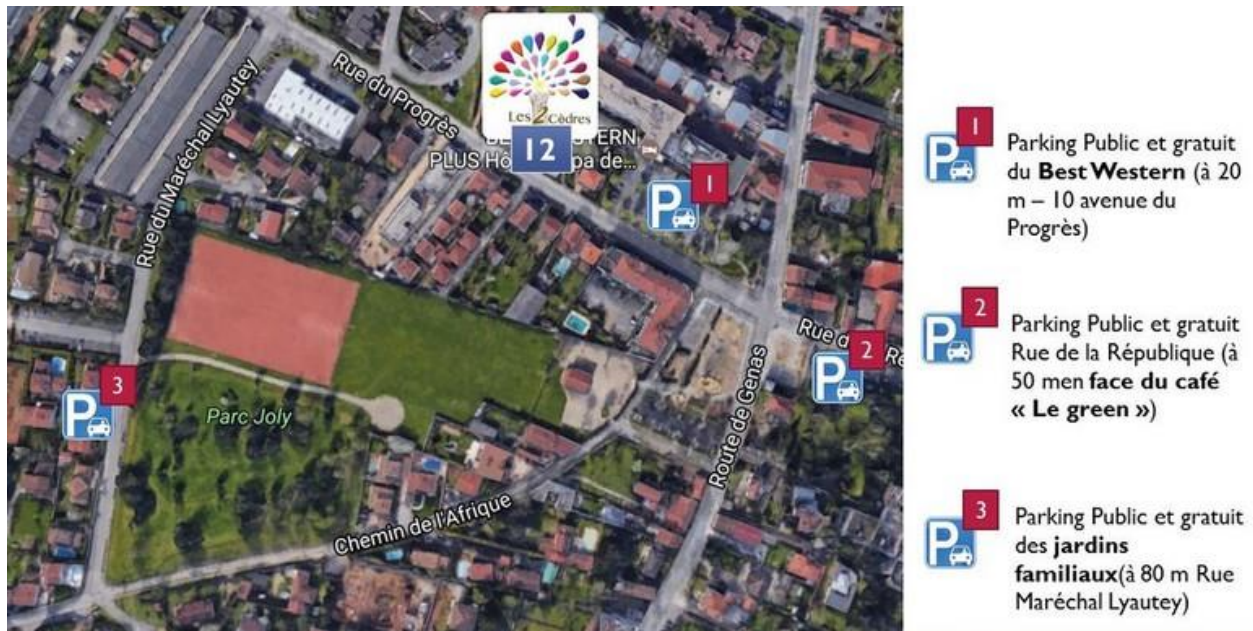 Rue du Maréchal Lyautey
Rue du Progrès
Les 2 Cèdres
12
PLUS Hô
pa de...
1
Parc Joly
3
Chemin de l'Afrique
Route de Genas
2
1
Parking Public et gratuit
du Best Western (à 20
m – 10 avenue du
Progrès)
2
Parking Public et gratuit
Rue de la République (à
50 men face du café
« Le green »)
3
Parking Public et gratuit
des jardins
familiaux(à 80 m Rue
Maréchal Lyautey)